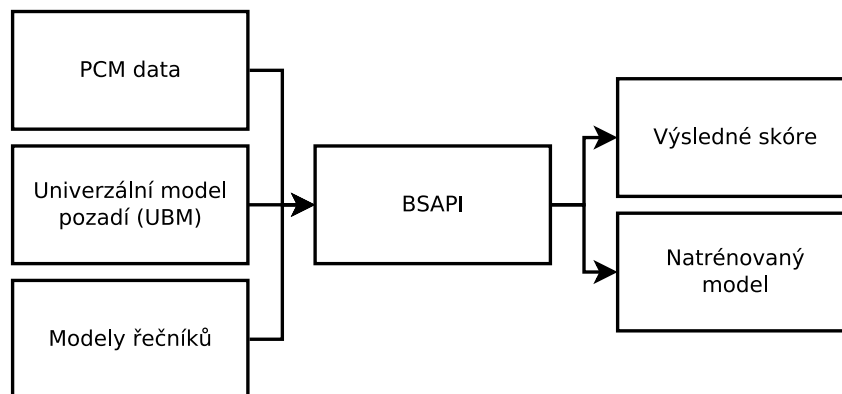 PCM data
Univerzální model
pozadí (UBM)
Modely řečníků
BSAPI
Výsledné skóre
Natrénovaný
model